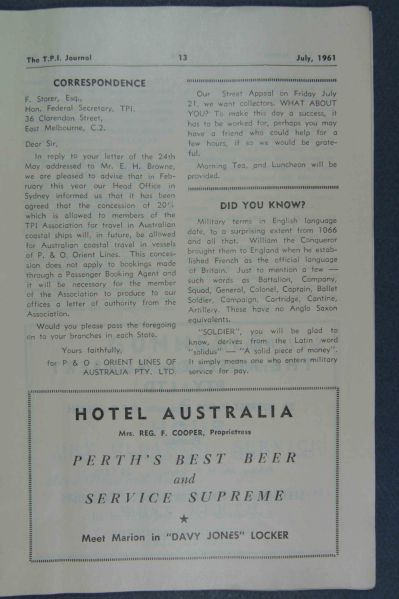 The T.P.I. Journal 13 July, 1961
CORRESPONDENCE
F. Storer, Esq.,
Hon. Federal Secretary, TPI.
36 Clarendon Street,
East Melbourne, C.2.
Dear Sir,
In reply to your letter of the 24th
May addressed to Mr. E. H. Browne,
we are pleased to advise that in Feb-
ruary this year our Head Office in
Sydney informed us that it has been
agreed that the concession of 20%
which is allowed to members of the
TPI Association for travel in Australian
coastal ships will, in future, be allowed
for Australian coastal travel in vessels
of P. & O. Orient Lines. This conces-
sion does not apply to bookings made
through a Passenger Booking Agent and
it will be necessary for the member
of the Association to produce to our
offices a letter of authority from the
Association.
Would you please pass the foregoing
on to your branches in each State.
Yours faithfully,
for P & O - ORIENT LINES OF
AUSTRALIA PTY. LTD.
Our Street Appeal on Friday July
21, we want collectors. WHAT ABOUT
YOU? To make this day a success, it
has to be worked for, perhaps you may
have a friend who could help for a
few hours, if so we would be grate-
ful.
Morning Tea, and Luncheon will be
provided.
DID YOU KNOW?
Military terms in English language
date, to a surprising extent from 1066
and all that. William the Conqueror
brought them to England when he estab-
lished French as the official language
of Britain. Just to mention a few —
such words as Battalion, Company,
Squad, General, Colonel, Captain, Ballet
Soldier, Campaign, Cartridge, Cantine,
Artillery. These have no Anglo Saxon
equivalents.
"SOLDIER", you will be glad to
know, derives from the Latin word
"solidus" — "A solid piece of money".
It simply means one who enters military
service for pay.
HOTEL AUSTRALIA
Mrs. REG. F. COOPER, Proprietress
PERTH'S BEST BEER
and
SERVICE SUPREME
★
Meet Marion in "DAVY JONES" LOCKER